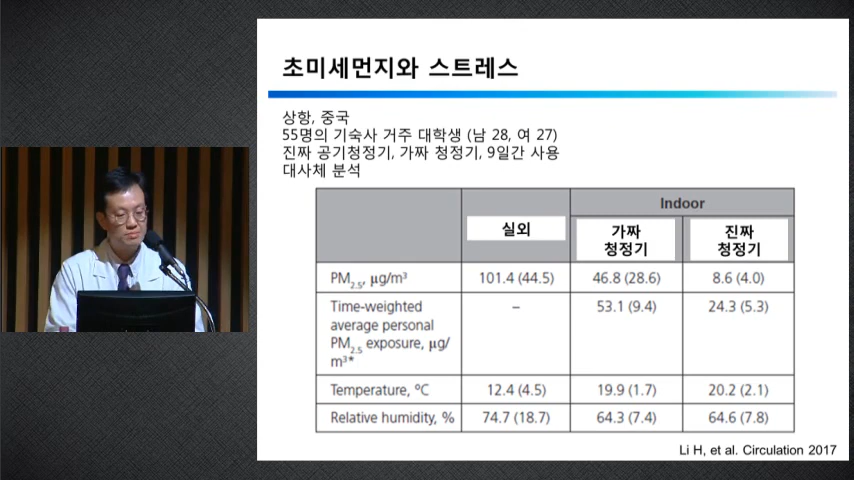 초미세먼지와 스트레스
상항, 중국
55명의 기숙사 거주 대학생 (남 28, 여 27)
진짜 공기청정기, 가짜 청정기, 9일간 사용
대사체 분석
Indoor
실외 가짜 청정기 진짜 청정기
PM2.5, μg/m³ 101.4 (44.5) 46.8 (28.6) 8.6 (4.0)
Time-weighted average personal PM2.5 exposure, μg/m³* – 53.1 (9.4) 24.3 (5.3)
Temperature, ºC 12.4 (4.5) 19.9 (1.7) 20.2 (2.1)
Relative humidity, % 74.7 (18.7) 64.3 (7.4) 64.6 (7.8)
Li H, et al. Circulation 2017